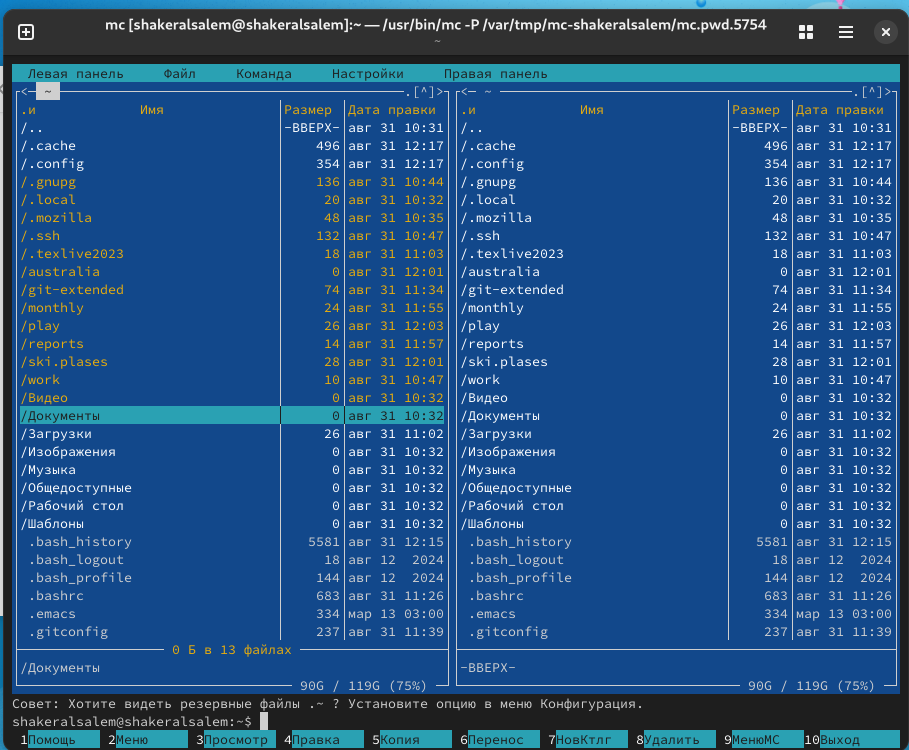 mc [shakeralsalem@shakeralsalem]:~ — /usr/bin/mc -P /var/tmp/mc-shakeralsalem/mc.pwd.5754
~
Левая панель Файл Команда Настройки Правая панель
<─ ~ .[^]> <─ ~ .[^]>
.и Имя Размер Дата правки .и Имя Размер Дата правки
/.. -ВВЕРХ- авг 31 10:31 /.. -ВВЕРХ- авг 31 10:31
/.cache 496 авг 31 12:17 /.cache 496 авг 31 12:17
/.config 354 авг 31 12:17 /.config 354 авг 31 12:17
/.gnupg 136 авг 31 10:44 /.gnupg 136 авг 31 10:44
/.local 20 авг 31 10:32 /.local 20 авг 31 10:32
/.mozilla 48 авг 31 10:35 /.mozilla 48 авг 31 10:35
/.ssh 132 авг 31 10:47 /.ssh 132 авг 31 10:47
/.texlive2023 18 авг 31 11:03 /.texlive2023 18 авг 31 11:03
/australia 0 авг 31 12:01 /australia 0 авг 31 12:01
/git-extended 74 авг 31 11:34 /git-extended 74 авг 31 11:34
/monthly 24 авг 31 11:55 /monthly 24 авг 31 11:55
/play 26 авг 31 12:03 /play 26 авг 31 12:03
/reports 14 авг 31 11:57 /reports 14 авг 31 11:57
/ski.plases 28 авг 31 12:01 /ski.plases 28 авг 31 12:01
/work 10 авг 31 10:47 /work 10 авг 31 10:47
/Видео 0 авг 31 10:32 /Видео 0 авг 31 10:32
/Документы 0 авг 31 10:32 /Документы 0 авг 31 10:32
/Загрузки 26 авг 31 11:02 /Загрузки 26 авг 31 11:02
/Изображения 0 авг 31 10:32 /Изображения 0 авг 31 10:32
/Музыка 0 авг 31 10:32 /Музыка 0 авг 31 10:32
/Общедоступные 0 авг 31 10:32 /Общедоступные 0 авг 31 10:32
/Рабочий стол 0 авг 31 10:32 /Рабочий стол 0 авг 31 10:32
/Шаблоны 0 авг 31 10:32 /Шаблоны 0 авг 31 10:32
.bash_history 5581 авг 31 12:15 .bash_history 5581 авг 31 12:15
.bash_logout 18 авг 12 2024 .bash_logout 18 авг 12 2024
.bash_profile 144 авг 12 2024 .bash_profile 144 авг 12 2024
.bashrc 683 авг 31 11:26 .bashrc 683 авг 31 11:26
.emacs 334 мар 13 03:00 .emacs 334 мар 13 03:00
.gitconfig 237 авг 31 11:39 .gitconfig 237 авг 31 11:39
0 Б в 13 файлах
/Документы -ВВЕРХ-
90G / 119G (75%) 90G / 119G (75%)
Совет: Хотите видеть резервные файлы .~ ? Установите опцию в меню Конфигурация.
shakeralsalem@shakeralsalem:~$
1Помощь 2Меню 3Просмотр 4Правка 5Копия 6Перенос 7НовКтлг 8Удалить 9МенюMC 10Выход